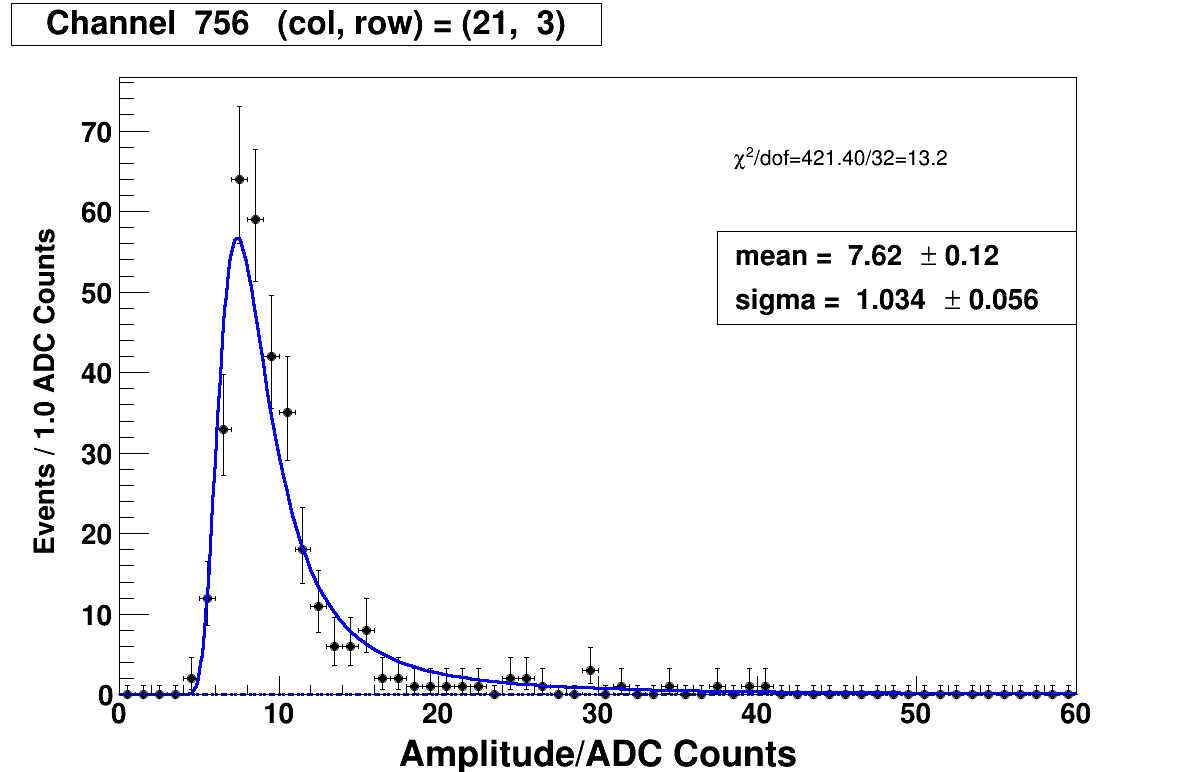 Channel 756 (col, row) = (21, 3)
χ²/dof=421.40/32=13.2
mean = 7.62 ± 0.12
sigma = 1.034 ± 0.056
Events / 1.0 ADC Counts
70
60
50
40
30
20
10
0
0 10 20 30 40 50 60
Amplitude/ADC Counts